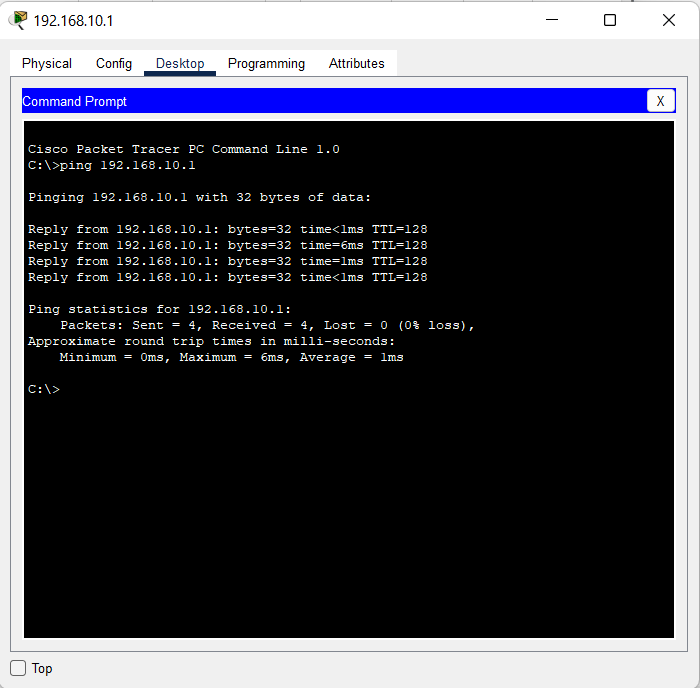 192.168.10.1
Physical Config Desktop Programming Attributes
Command Prompt X
Cisco Packet Tracer PC Command Line 1.0
C:\>ping 192.168.10.1
Pinging 192.168.10.1 with 32 bytes of data:
Reply from 192.168.10.1: bytes=32 time<1ms TTL=128
Reply from 192.168.10.1: bytes=32 time=6ms TTL=128
Reply from 192.168.10.1: bytes=32 time=1ms TTL=128
Reply from 192.168.10.1: bytes=32 time<1ms TTL=128
Ping statistics for 192.168.10.1:
Packets: Sent = 4, Received = 4, Lost = 0 (0% loss),
Approximate round trip times in milli-seconds:
Minimum = 0ms, Maximum = 6ms, Average = 1ms
C:\>
Top